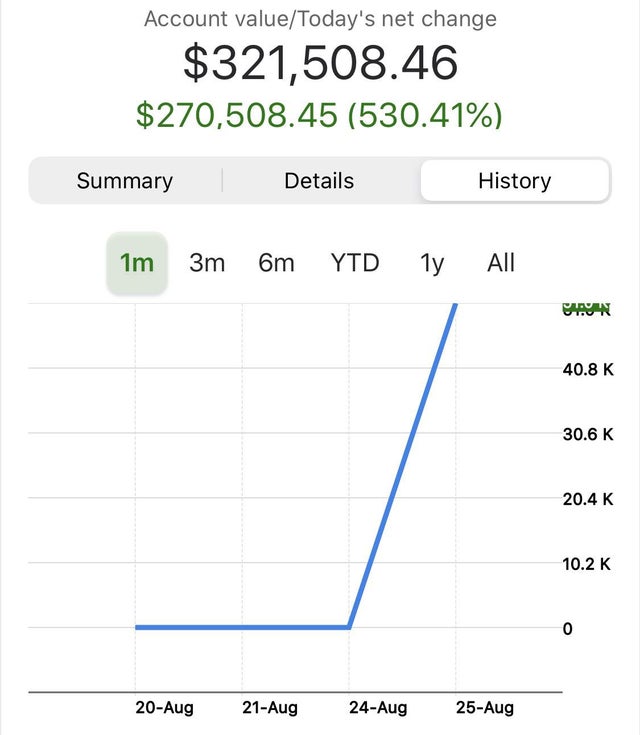 Account value/Today's net change
$321,508.46
$270,508.45 (530.41%)
Summary Details History
1m 3m 6m YTD 1y All
40.8 K
30.6 K
20.4 K
10.2 K
0
20-Aug 21-Aug 24-Aug 25-Aug